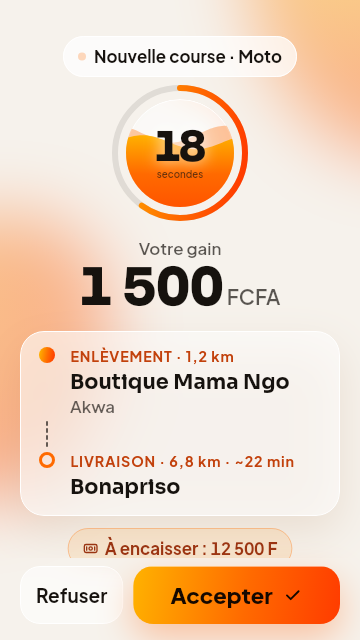 Nouvelle course · Moto
18
secondes
Votre gain
1 500 FCFA
ENLÈVEMENT · 1,2 km
Boutique Mama Ngo
Akwa
LIVRAISON · 6,8 km · ~22 min
Bonapriso
À encaisser : 12 500 F
Refuser
Accepter ✓